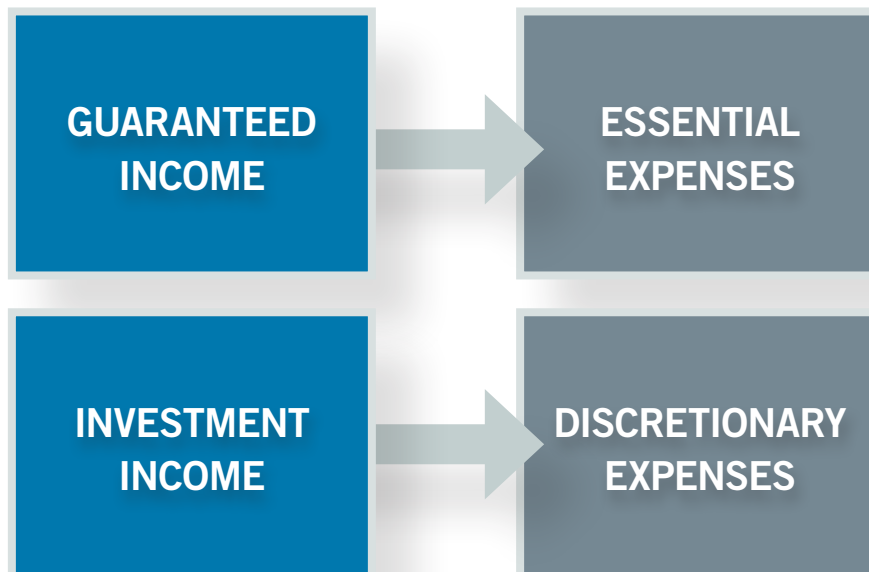 GUARANTEED
INCOME
ESSENTIAL
EXPENSES
INVESTMENT
INCOME
DISCRETIONARY
EXPENSES